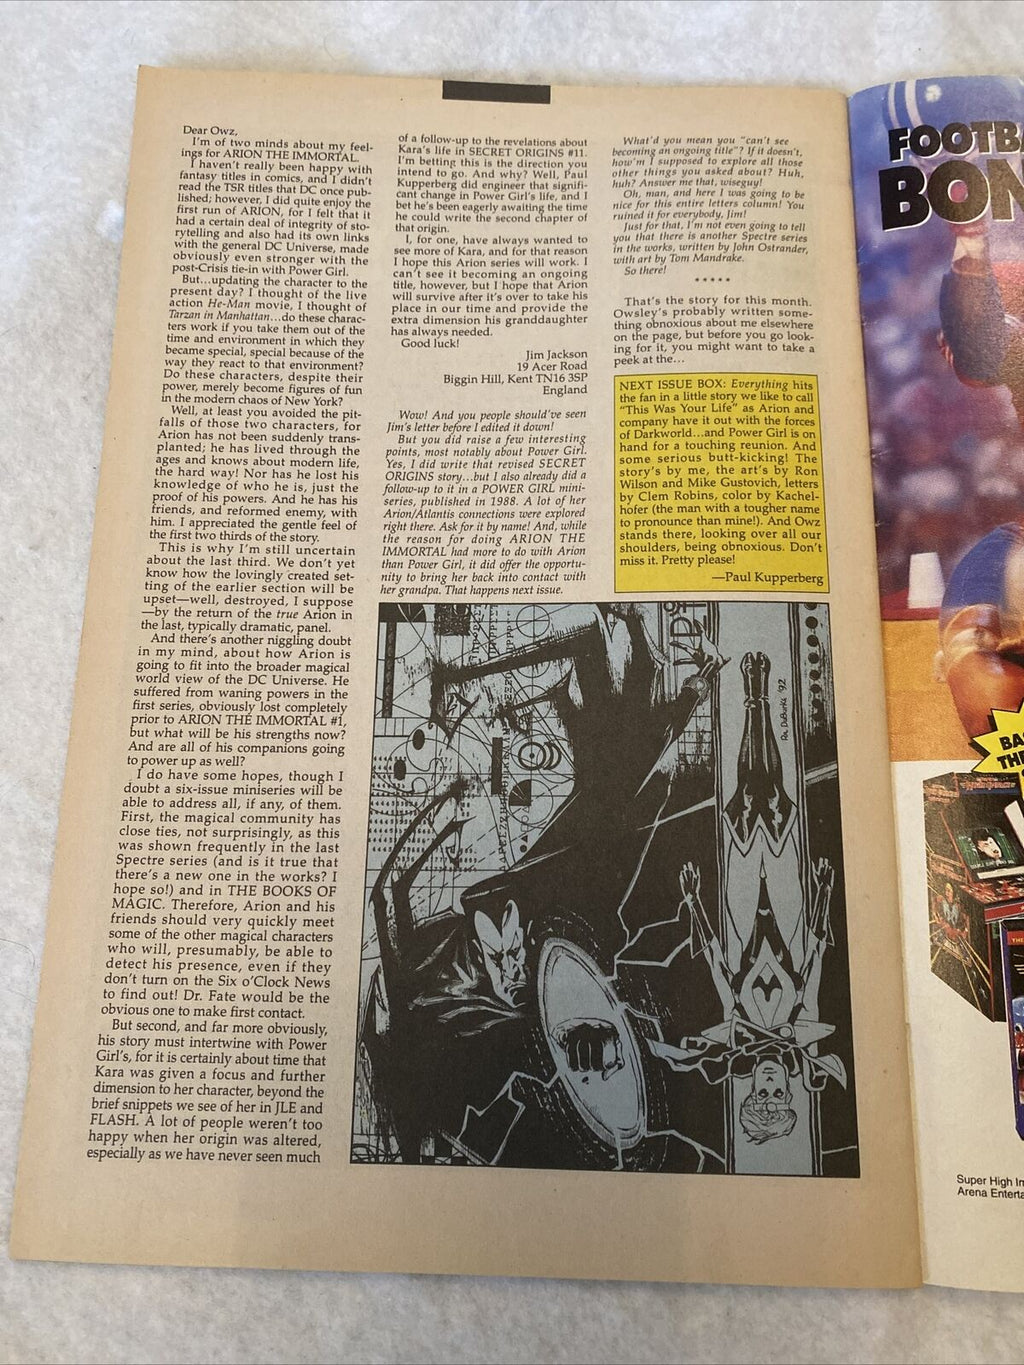 Dear Owz,
I'm of two minds about my feel-
ings for ARION THE IMMORTAL.
I haven't really been happy with
fantasy titles in comics, and I didn't
read the TSR titles that DC once pub-
lished; however, I did quite enjoy the
first run of ARION, for I felt that it
had a certain deal of integrity of sto-
rytelling and also had its own links
with the general DC Universe, made
obviously even stronger with the
post-Crisis tie-in with Power Girl.
But...updating the character to the
present day? I thought of the live
action He-Man movie, I thought of
Tarzan in Manhattan...do these charac-
ters work if you take them out of the
time and environment in which they
became special, special because of the
way they react to that environment?
Do these characters, despite their
power, merely become figures of fun
in the modern chaos of New York?
Well, at least you avoided the pit-
falls of those two characters, for
Arion has not been suddenly trans-
planted; he has lived through the
ages and knows about modern life,
the hard way! Nor has he lost his
knowledge of who he is, just the
proof of his powers. And he has his
friends, and reformed enemy, with
him. I appreciated the gentle feel of
the first two thirds of the story.
This is why I'm still uncertain
about the last third. We don't yet
know how the lovingly created set-
ting of the earlier section will be
upset—well, destroyed, I suppose
—by the return of the true Arion in
the last, typically dramatic, panel.
And there's another niggling doubt
in my mind, about how Arion is
going to fit into the broader magical
world view of the DC Universe. He
suffered from waning powers in the
first series, obviously lost completely
prior to ARION THE IMMORTAL #1,
but what will be his strengths now?
And are all of his companions going
to power up as well?
I do have some hopes, though I
doubt a six-issue miniseries will be
able to address all, if any, of them.
First, the magical community has
close ties, not surprisingly, as this
was shown frequently in the last
Spectre series (and is it true that
there's a new one in the works? I
hope so!) and in THE BOOKS OF
MAGIC. Therefore, Arion and his
friends should very quickly meet
some of the other magical characters
who will, presumably, be able to
detect his presence, even if they
don't turn on the Six o'Clock News
to find out! Dr. Fate would be the
obvious one to make first contact.
But second, and far more obviously,
his story must intertwine with Power
Girl's, for it is certainly about time that
Kara was given a focus and further
dimension to her character, beyond the
brief snippets we see of her in JLE and
FLASH. A lot of people weren't too
happy when her origin was altered,
especially as we have never seen much
of a follow-up to the revelations about
Kara's life in SECRET ORIGINS #11.
I'm betting this is the direction you
intend to go. And why? Well, Paul
Kupperberg did engineer that signifi-
cant change in Power Girl's life, and I
bet he's been eagerly awaiting the time
he could write the second chapter of
that origin.
I, for one, have always wanted to
see more of Kara, and for that reason
I hope this Arion series will work. I
can't see it becoming an ongoing
title, however, but I hope that Arion
will survive after it's over to take his
place in our time and provide the
extra dimension his granddaughter
has always needed.
Good luck!
Jim Jackson
19 Acer Road
Biggin Hill, Kent TN16 3SP
England
Wow! And you people should've seen
Jim's letter before I edited it down!
But you did raise a few interesting
points, most notably about Power Girl.
Yes, I did write that revised SECRET
ORIGINS story...but I also already did a
follow-up to it in a POWER GIRL mini-
series, published in 1988. A lot of her
Arion/Atlantis connections were explored
right there. Ask for it by name! And, while
the reason for doing ARION THE
IMMORTAL had more to do with Arion
than Power Girl, it did offer the opportu-
nity to bring her back into contact with
her grandpa. That happens next issue.
What'd you mean you "can't see
becoming an ongoing title"? If it doesn't,
how'm I supposed to explore all those
other things you asked about? Huh,
huh? Answer me that, wiseguy!
Oh, man, and here I was going to be
nice for this entire letters column! You
ruined it for everybody, Jim!
Just for that, I'm not even going to tell
you that there is another Spectre series
in the works, written by John Ostrander,
with art by Tom Mandrake.
So there!
*****
That's the story for this month.
Owsley's probably written some-
thing obnoxious about me elsewhere
on the page, but before you go look-
ing for it, you might want to take a
peek at the...
NEXT ISSUE BOX: Everything hits
the fan in a little story we like to call
"This Was Your Life" as Arion and
company have it out with the forces
of Darkworld...and Power Girl is on
hand for a touching reunion. And
some serious butt-kicking! The
story's by me, the art's by Ron
Wilson and Mike Gustovich, letters
by Clem Robins, color by Kachel-
hofer (the man with a tougher name
to pronounce than mine!). And Owz
stands there, looking over all our
shoulders, being obnoxious. Don't
miss it. Pretty please!
—Paul Kupperberg
92
FOOTBA
BON
BAS
THE
Super High Im
Arena Enterta